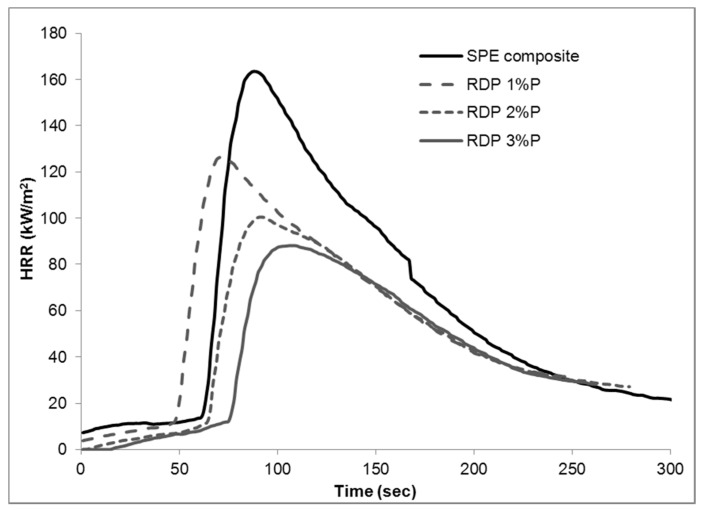 180
160
140
120
100
80
60
40
20
0
HRR (kW/m²)
SPE composite
RDP 1%P
RDP 2%P
RDP 3%P
0 50 100 150 200 250 300
Time (sec)